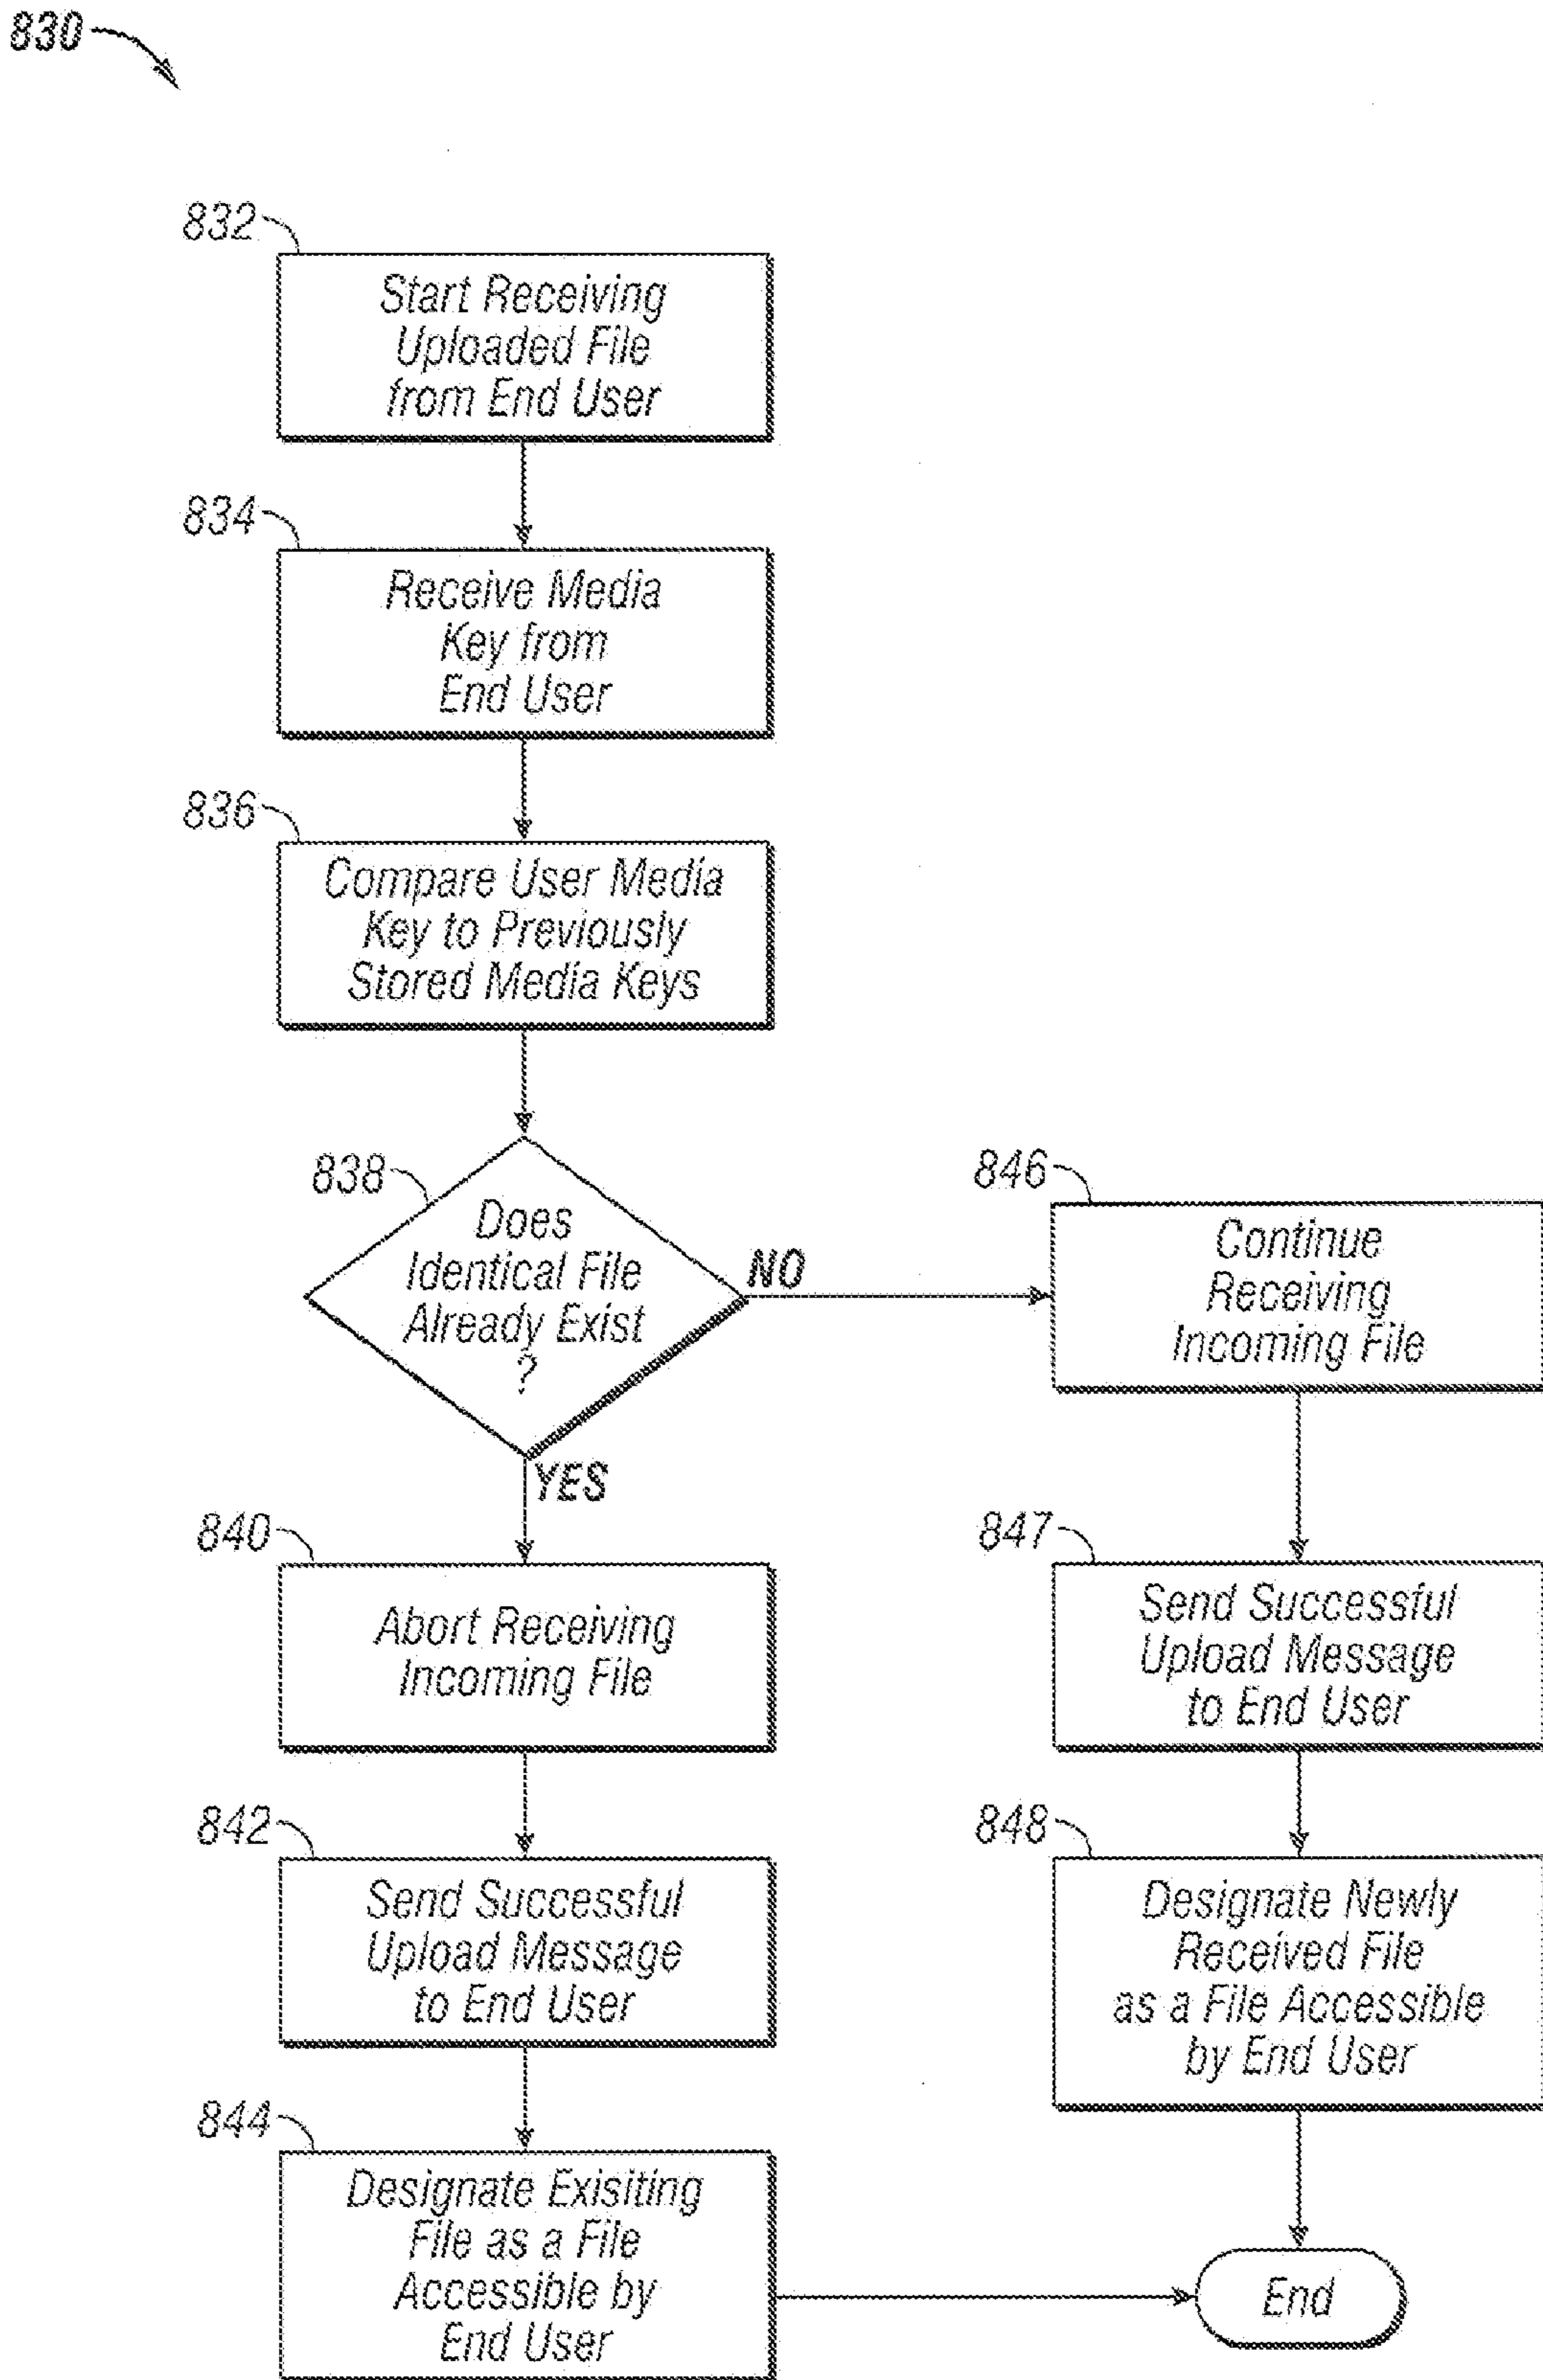 830
832
Start Receiving
Uploaded File
from End User
834
Receive Media
Key from
End User
836
Compare User Media
Key to Previously
Stored Media Keys
838
Does
Identical File
Already Exist
?
NO
YES
846
Continue
Receiving
Incoming File
840
Abort Receiving
Incoming File
847
Send Successful
Upload Message
to End User
842
Send Successful
Upload Message
to End User
848
Designate Newly
Received File
as a File Accessible
by End User
844
Designate Exisiting
File as a File
Accessible by
End User
End